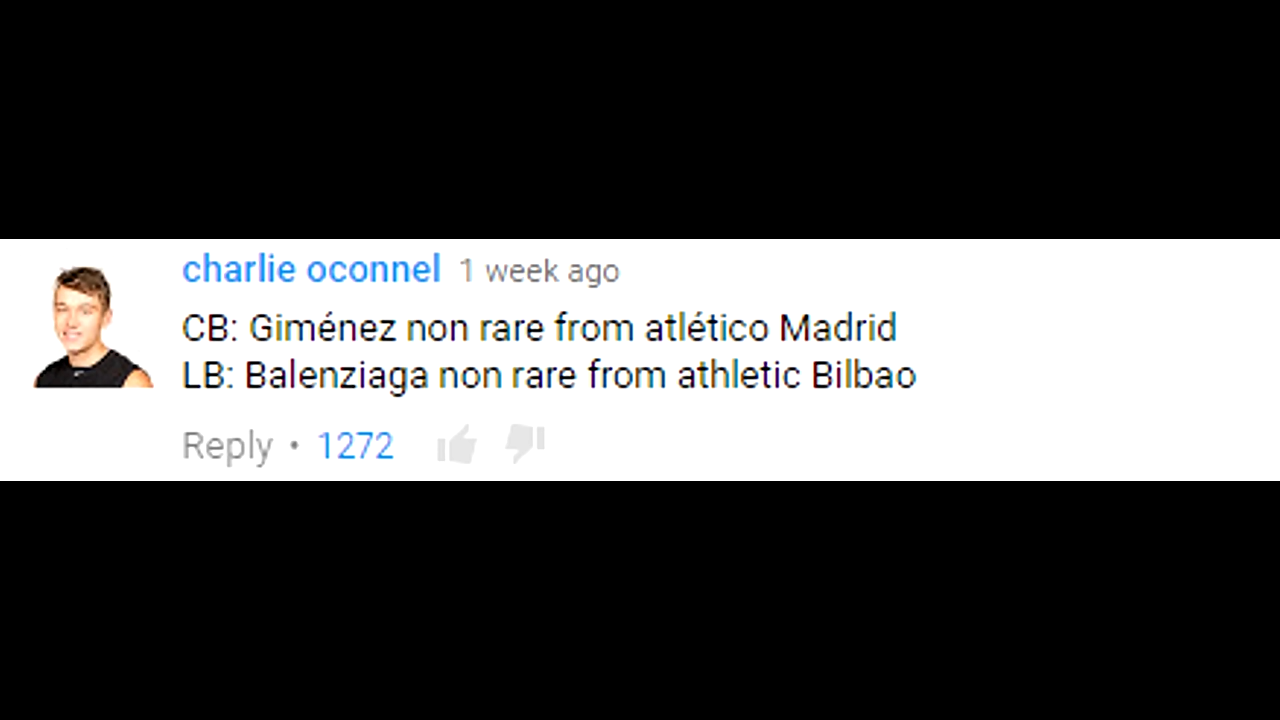 charlie oconnel 1 week ago
CB: Giménez non rare from atlético Madrid
LB: Balenziaga non rare from athletic Bilbao
Reply • 1272